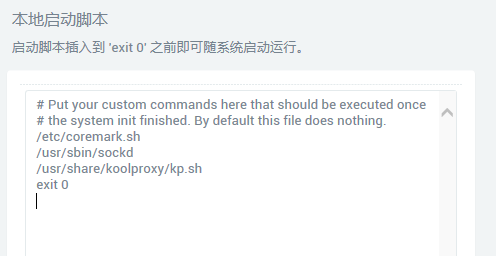 本地启动脚本
启动脚本插入到 'exit 0' 之前即可随系统启动运行。
# Put your custom commands here that should be executed once
# the system init finished. By default this file does nothing.
/etc/coremark.sh
/usr/sbin/sockd
/usr/share/koolproxy/kp.sh
exit 0